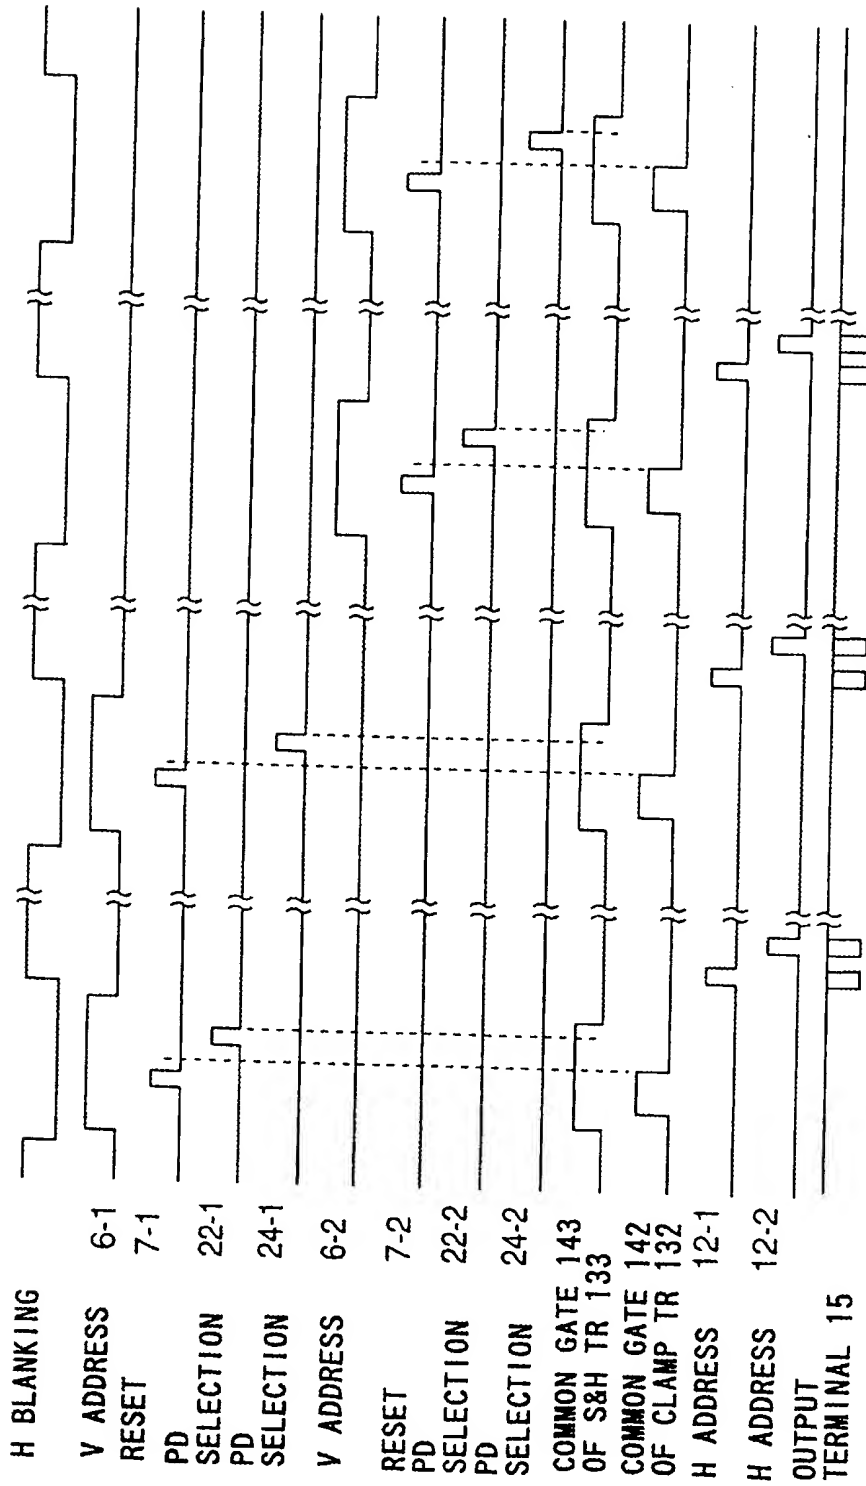 H BLANKING
V ADDRESS 6-1
RESET 7-1
PD
SELECTION 22-1
PD
SELECTION 24-1
V ADDRESS 6-2
RESET 7-2
PD
SELECTION 22-2
PD
SELECTION 24-2
COMMON GATE 143
OF S&H TR 133
COMMON GATE 142
OF CLAMP TR 132
H ADDRESS 12-1
H ADDRESS 12-2
OUTPUT
TERMINAL 15